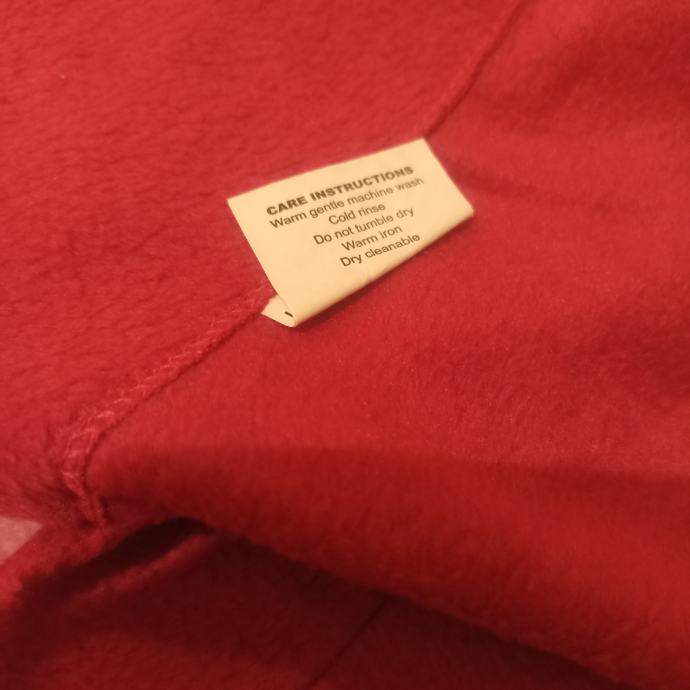 CARE INSTRUCTIONS
Warm gentle machine wash
Cold rinse
Do not tumble dry
Warm iron
Dry cleanable